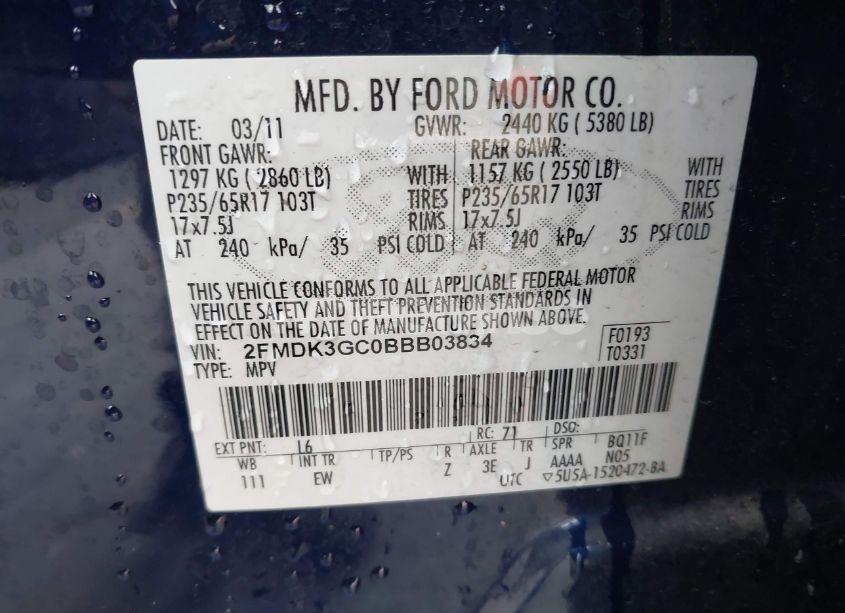 MFD. BY FORD MOTOR CO.
DATE: 03/11 GVWR: 2440 KG ( 5380 LB)
FRONT GAWR: REAR GAWR:
1297 KG ( 2860 LB) WITH 1157 KG ( 2550 LB) WITH
P235/65R17 103T TIRES P235/65R17 103T TIRES
17x7.5J RIMS 17x7.5J RIMS
AT 240 kPa/ 35 PSI COLD AT 240 kPa/ 35 PSI COLD
THIS VEHICLE CONFORMS TO ALL APPLICABLE FEDERAL MOTOR
VEHICLE SAFETY AND THEFT PREVENTION STANDARDS IN
EFFECT ON THE DATE OF MANUFACTURE SHOWN ABOVE.
VIN: 2FMDK3GC0BBB03834 F0193
TYPE: MPV T0331
EXT PNT: L6 RC: 71 DSO:
WB INT TR TP/PS R AXLE TR SPR BQ11F
111 EW Z 3E J AAAA N05
UTC ▽5U5A-1520472-BA